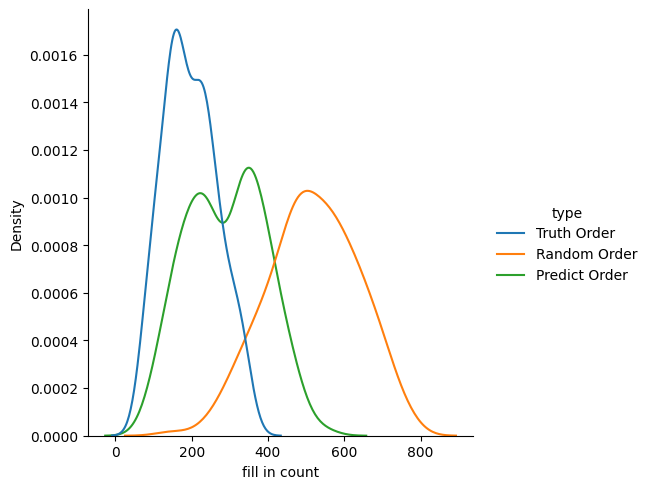 0.0016
0.0014
0.0012
0.0010
0.0008
0.0006
0.0004
0.0002
0.0000
Density
0 200 400 600 800
fill in count
type
Truth Order
Random Order
Predict Order